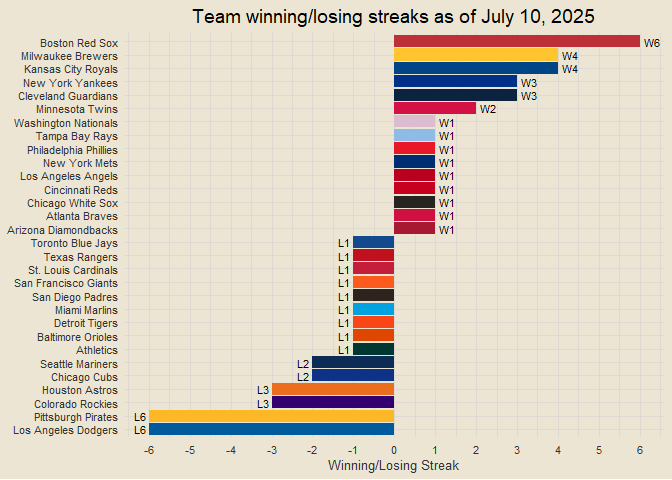 Team winning/losing streaks as of July 10, 2025
Boston Red Sox W6
Milwaukee Brewers W4
Kansas City Royals W4
New York Yankees W3
Cleveland Guardians W3
Minnesota Twins W2
Washington Nationals W1
Tampa Bay Rays W1
Philadelphia Phillies W1
New York Mets W1
Los Angeles Angels W1
Cincinnati Reds W1
Chicago White Sox W1
Atlanta Braves W1
Arizona Diamondbacks W1
Toronto Blue Jays L1
Texas Rangers L1
St. Louis Cardinals L1
San Francisco Giants L1
San Diego Padres L1
Miami Marlins L1
Detroit Tigers L1
Baltimore Orioles L1
Athletics L1
Seattle Mariners L2
Chicago Cubs L2
Houston Astros L3
Colorado Rockies L3
Pittsburgh Pirates L6
Los Angeles Dodgers L6
-6 -5 -4 -3 -2 -1 0 1 2 3 4 5 6
Winning/Losing Streak